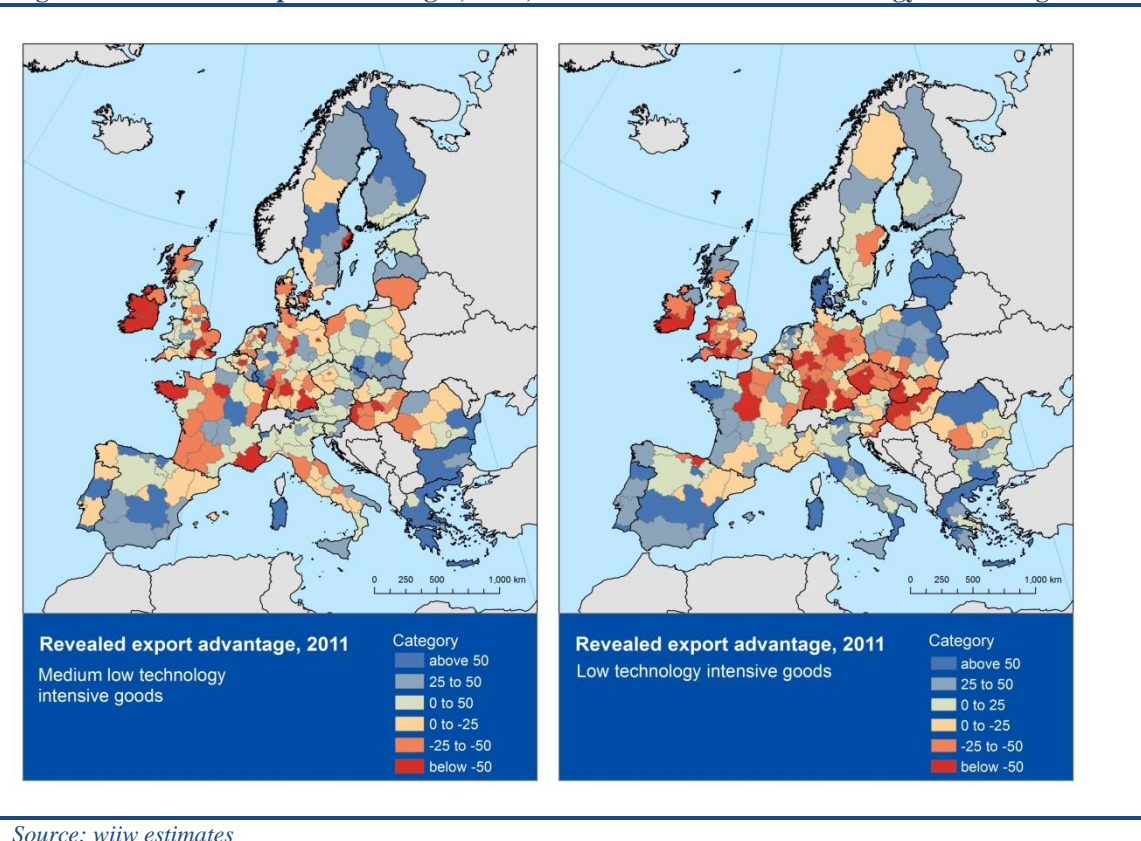 0 250 500 1,000 km
Revealed export advantage, 2011
Medium low technology
intensive goods
Category
above 50
25 to 50
0 to 50
0 to -25
-25 to -50
below -50
0 250 500 1,000 km
Revealed export advantage, 2011
Low technology intensive goods
Category
above 50
25 to 50
0 to 25
0 to -25
-25 to -50
below -50
Source: wiiw estimates